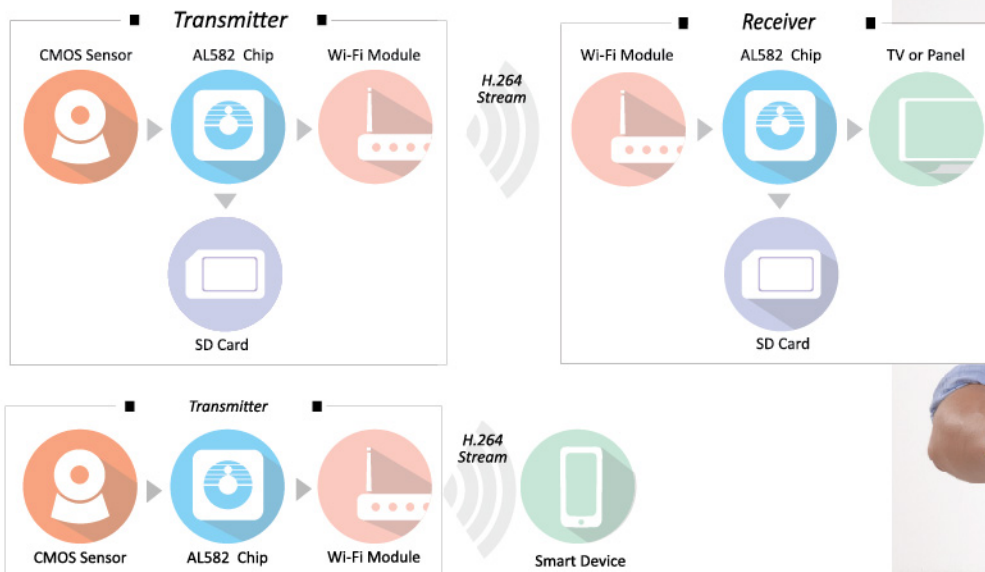 Transmitter
CMOS Sensor
AL582 Chip
Wi-Fi Module
SD Card
H.264
Stream
Receiver
Wi-Fi Module
AL582 Chip
TV or Panel
SD Card
Transmitter
CMOS Sensor
AL582 Chip
Wi-Fi Module
H.264
Stream
Smart Device